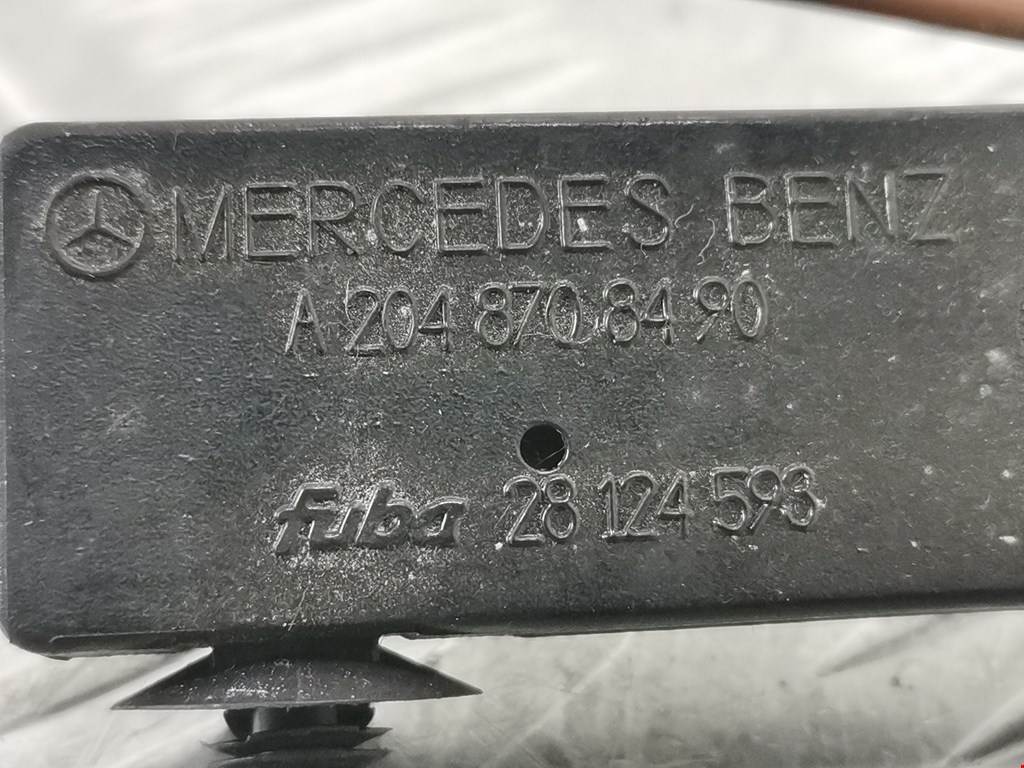 MERCEDES BENZ
A 204 870 84 90
fuba 28 124 593